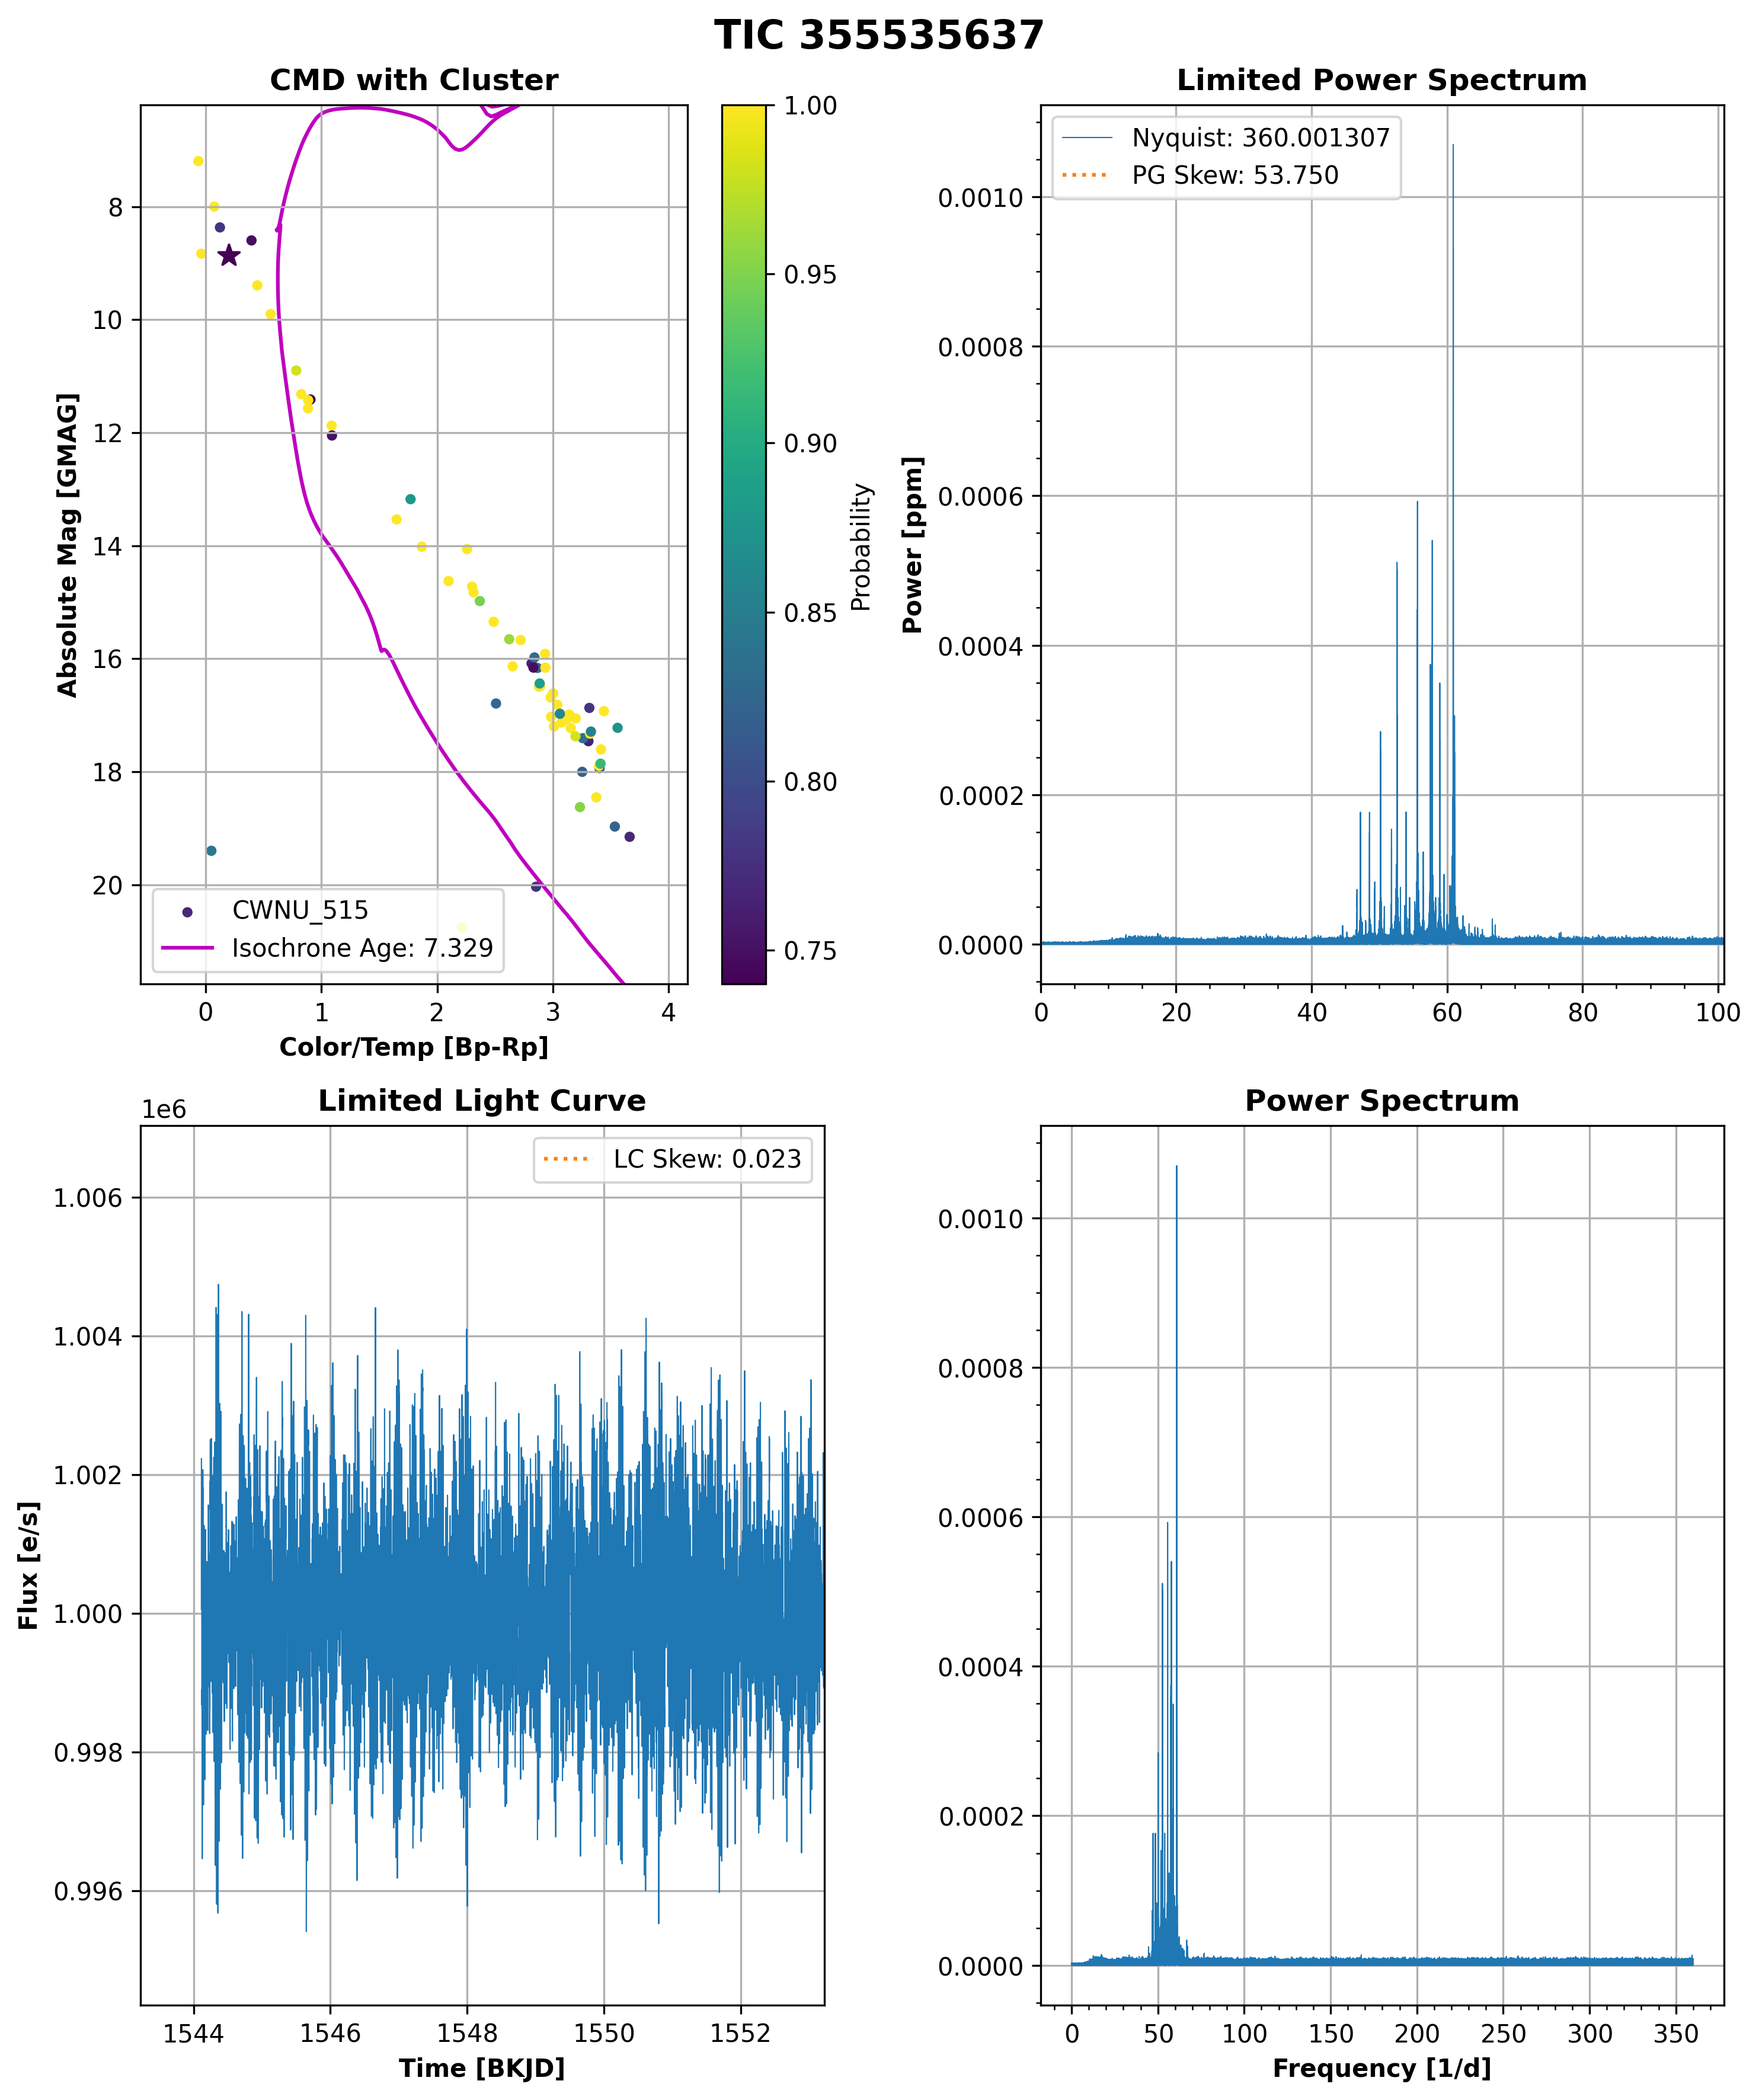 TIC 355535637
CMD with Cluster
8
10
12
14
16
18
20
Absolute Mag [GMAG]
CWNU_515
Isochrone Age: 7.329
0 1 2 3 4
Color/Temp [Bp-Rp]
1.00
0.95
0.90
0.85
0.80
0.75
Probability
Limited Power Spectrum
Nyquist: 360.001307
PG Skew: 53.750
0.0010
0.0008
0.0006
0.0004
0.0002
0.0000
Power [ppm]
0 20 40 60 80 100
Limited Light Curve
1e6
LC Skew: 0.023
1.006
1.004
1.002
1.000
0.998
0.996
Flux [e/s]
1544 1546 1548 1550 1552
Time [BKJD]
Power Spectrum
0.0010
0.0008
0.0006
0.0004
0.0002
0.0000
0 50 100 150 200 250 300 350
Frequency [1/d]